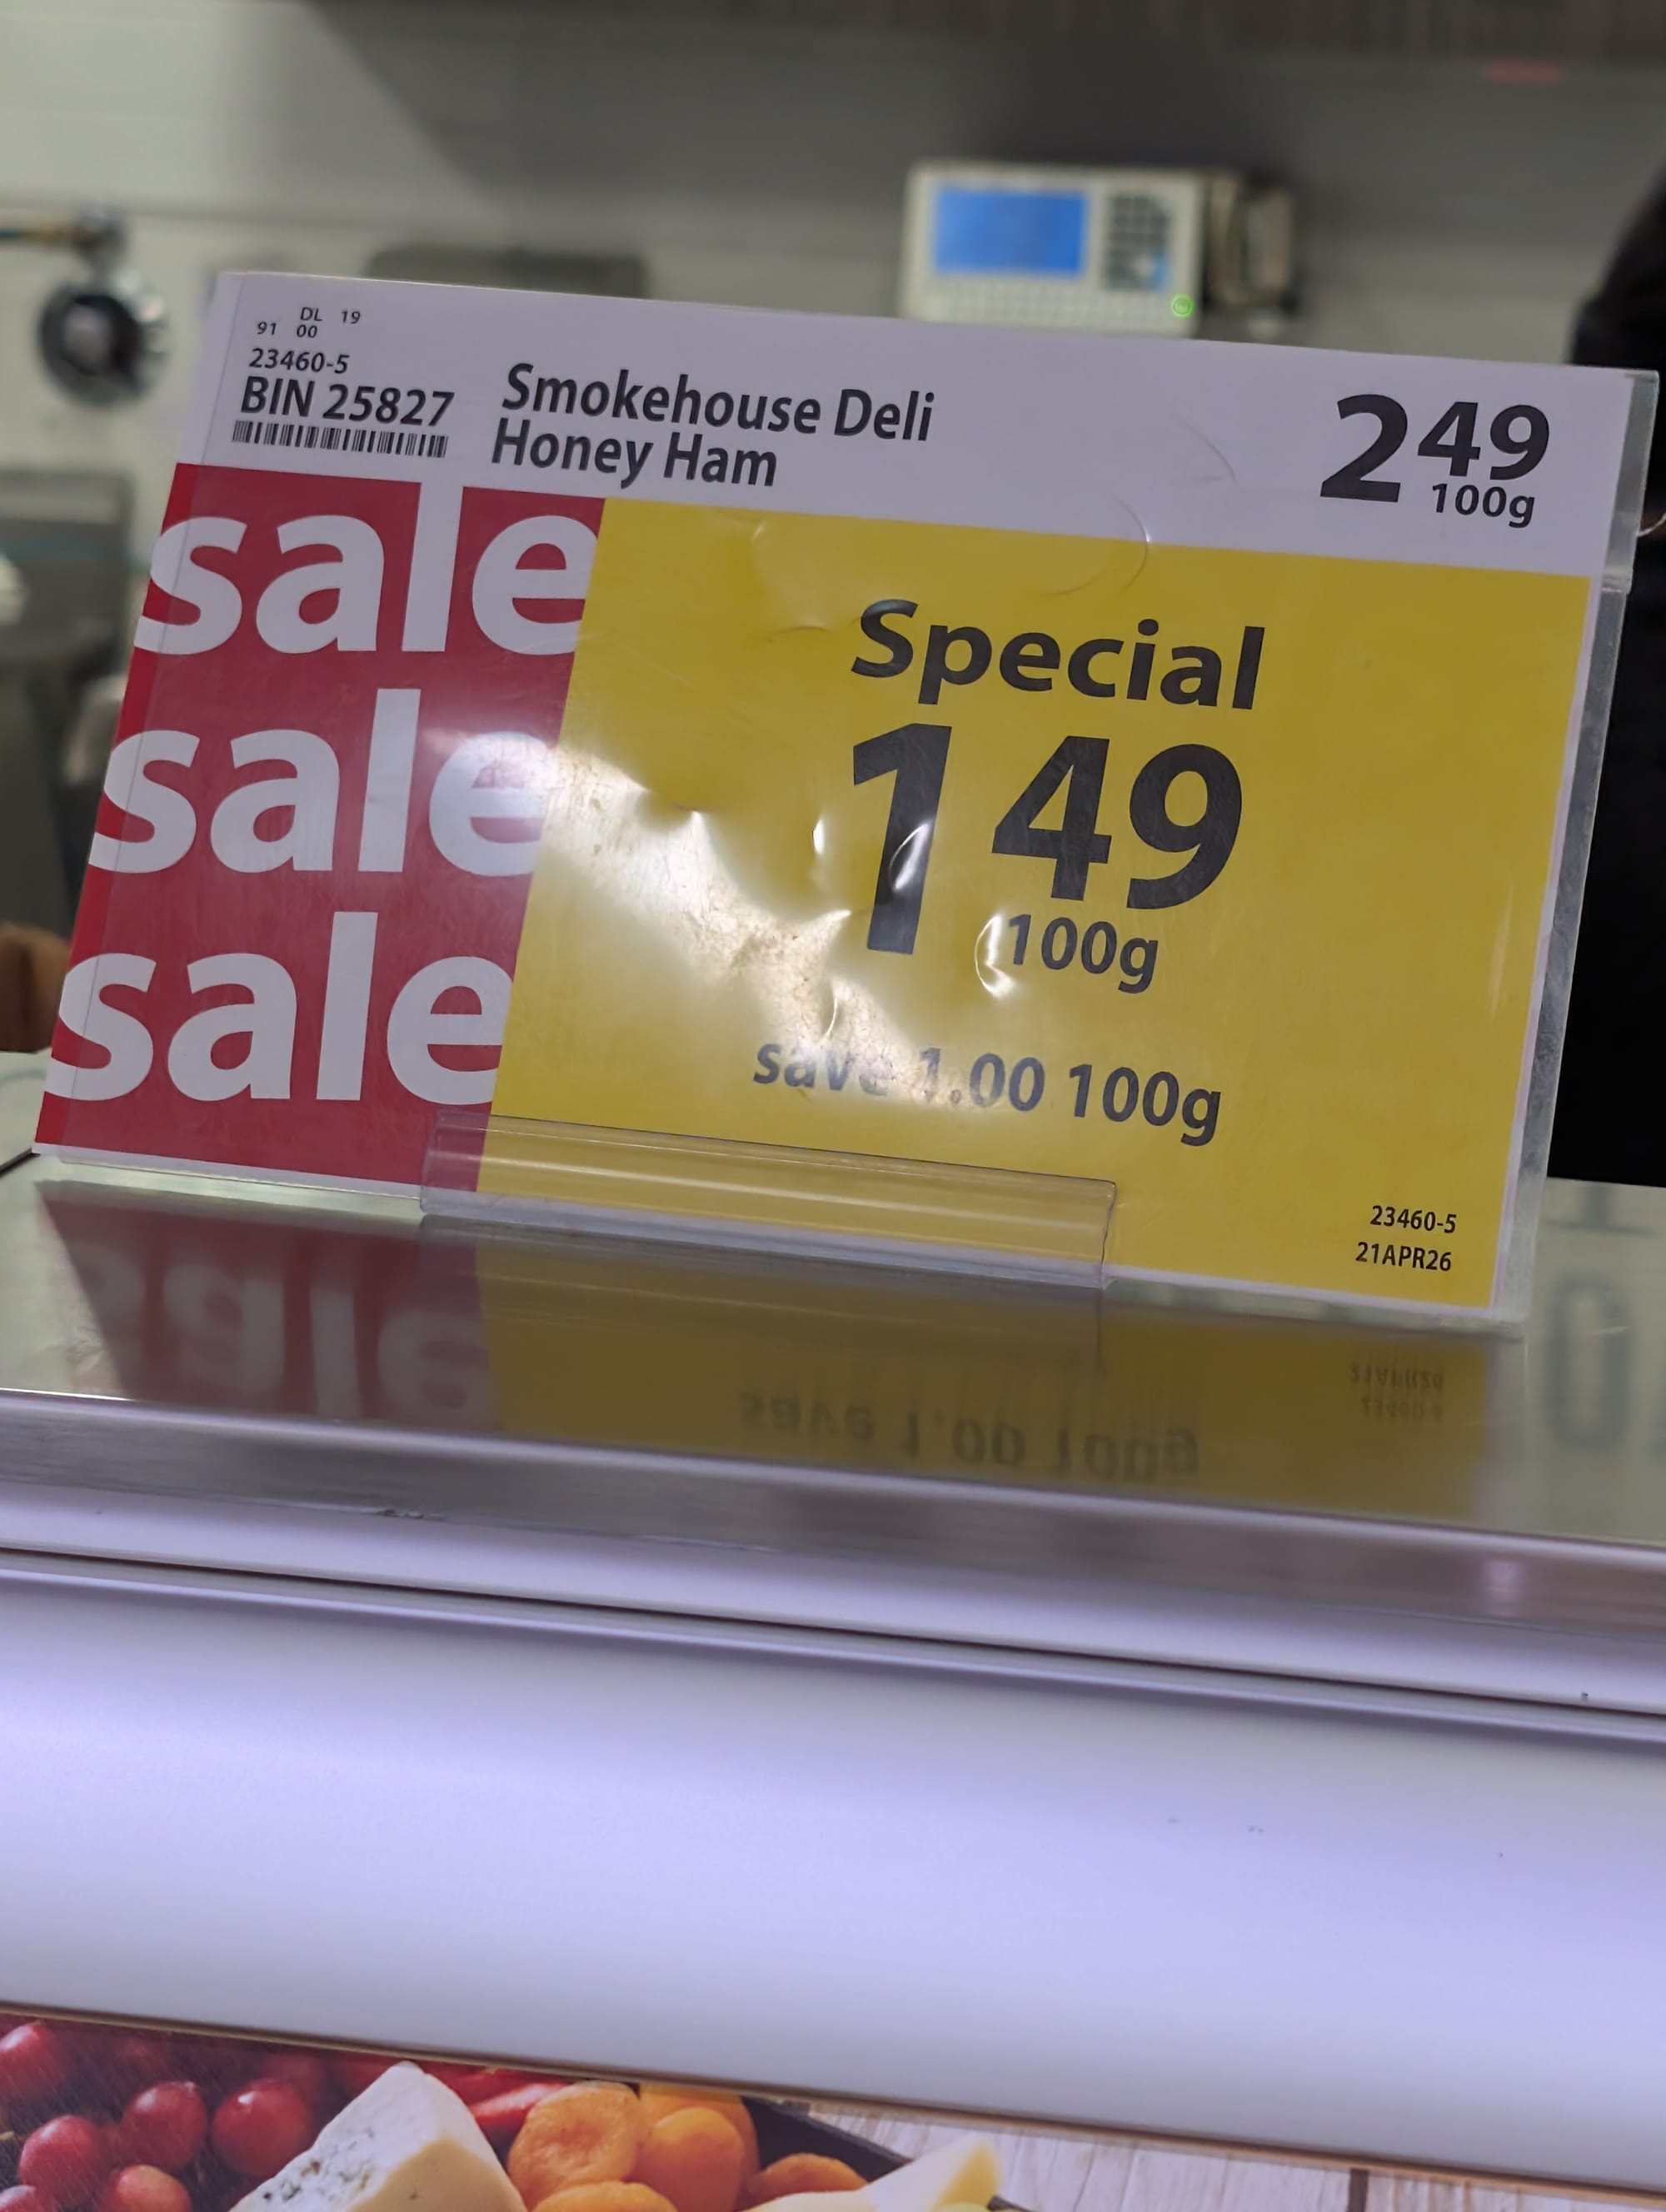 DL 19
91 00
23460-5
BIN 25827
Smokehouse Deli
Honey Ham
249
100g
sale
sale
sale
Special
149
100g
save 1.00 100g
23460-5
21APR26